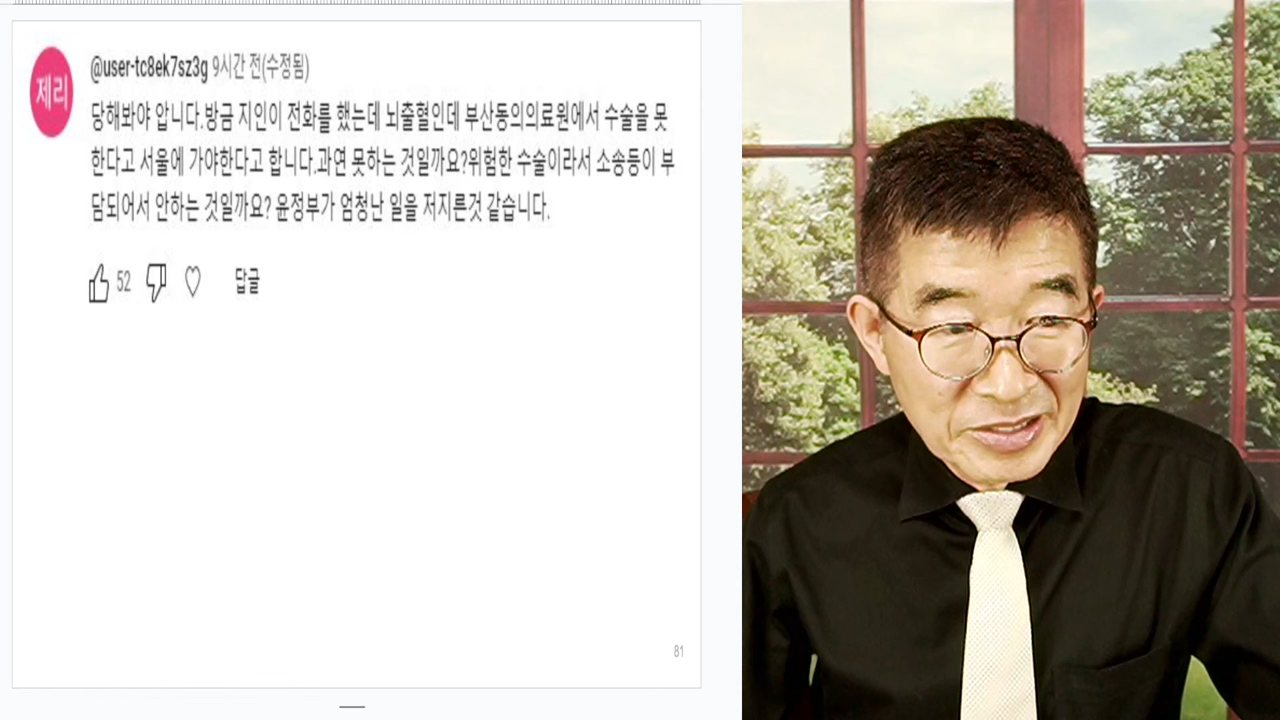 제리
@user-tc8ek7sz3g 9시간 전(수정됨)
당해봐야 압니다.방금 지인이 전화를 했는데 뇌출혈인데 부산동의의료원에서 수술을 못
한다고 서울에 가야한다고 합니다.과연 못하는 것일까요?위험한 수술이라서 소송등이 부
담되어서 안하는 것일까요? 윤정부가 엄청난 일을 저지른것 같습니다.
52 답글
81